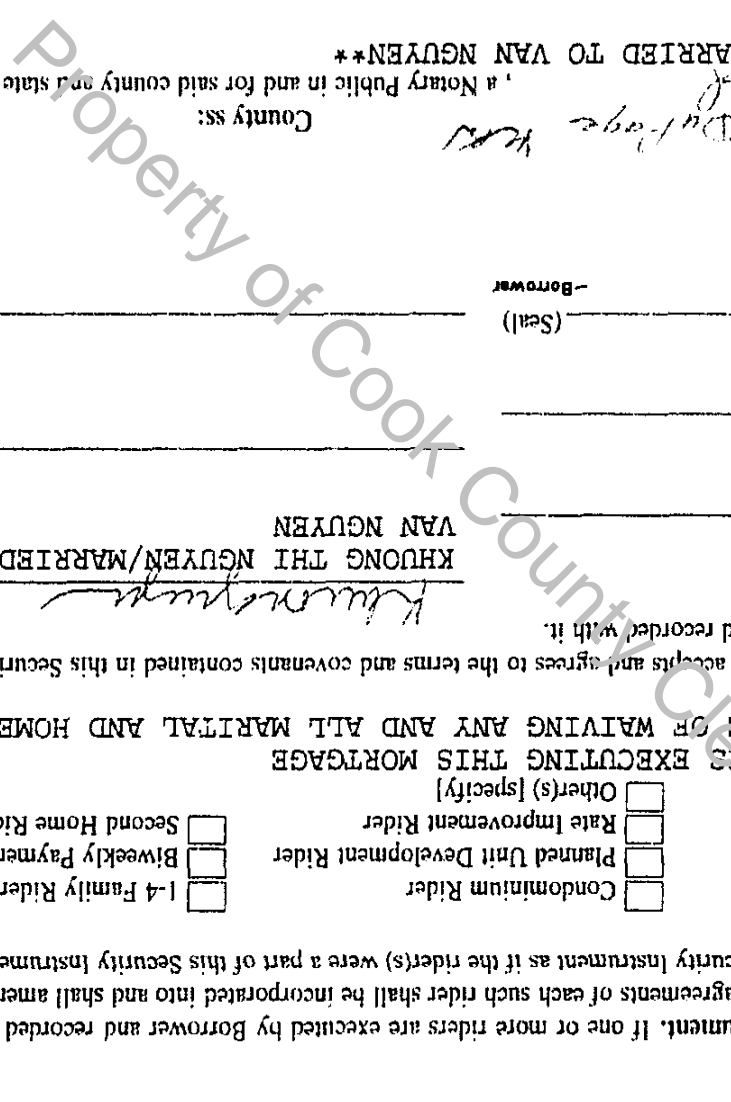 ument. If one or more riders are executed by Borrower and recorded
agreements of each such rider shall be incorporated into and shall amen
curity Instrument as if the rider(s) were a part of this Security Instrume
Condominium Rider 1-4 Family Rider
Planned Unit Development Rider Biweekly Paymen
Rate Improvement Rider Second Home Rid
Other(s) [specify]
EXECUTING THIS MORTGAGE
OF WAIVING ANY AND ALL MARITAL AND HOME
accepts and agrees to the terms and covenants contained in this Securi
d recorded with it.
KHUONG THI NGUYEN/MARRIED
VAN NGUYEN
(Seal)
–Borrower
DuPage County ss:
, a Notary Public in and for said county and state
ARRIED TO VAN NGUYEN**
Property of Cook County Cle